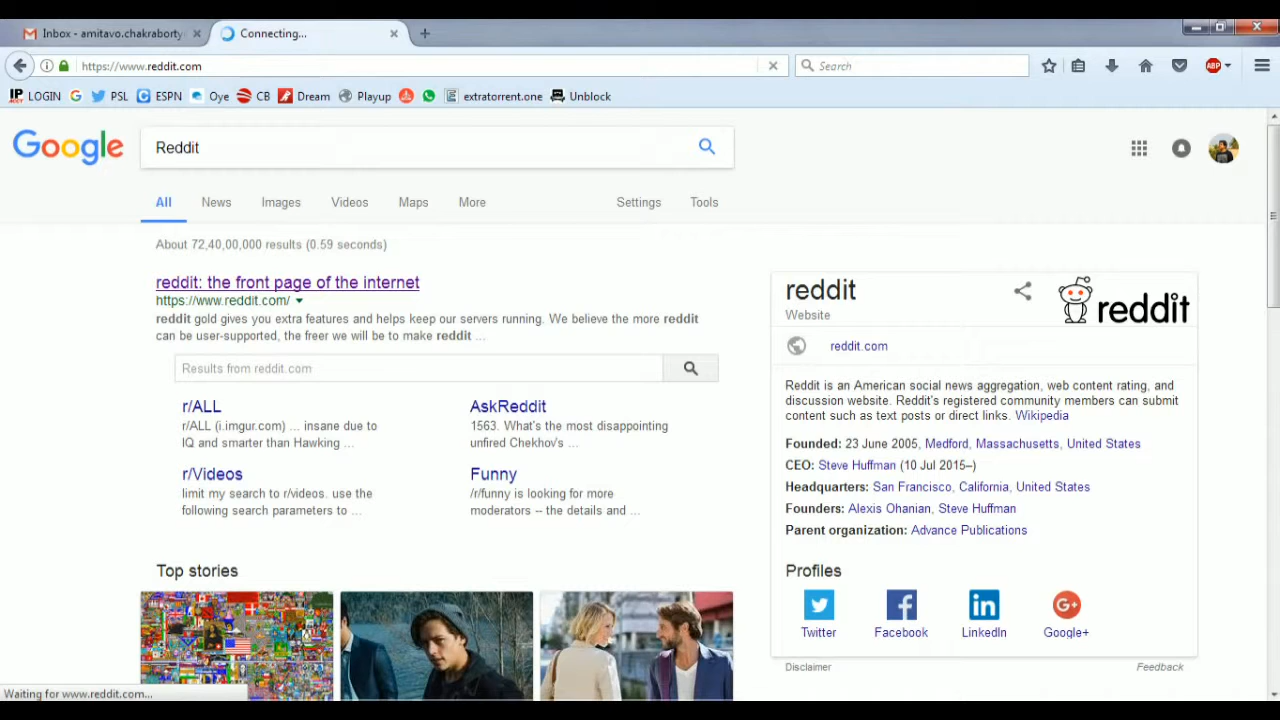 Inbox - amitavo.chakraborty
Connecting...
https://www.reddit.com
Search
ABP
LOGIN
PSL
ESPN
Oye
CB
Dream
Playup
extratorrent.one
Unblock
Google
Reddit
All
News
Images
Videos
Maps
More
Settings
Tools
About 72,40,00,000 results (0.59 seconds)
reddit: the front page of the internet
https://www.reddit.com/
reddit gold gives you extra features and helps keep our servers running. We believe the more reddit
can be user-supported, the freer we will be to make reddit ...
Results from reddit.com
r/ALL
r/ALL (i.imgur.com) ... insane due to
IQ and smarter than Hawking ...
AskReddit
1563. What's the most disappointing
unfired Chekhov's ...
r/Videos
limit my search to r/videos. use the
following search parameters to ...
Funny
/r/funny is looking for more
moderators -- the details and ...
Top stories
reddit
Website
reddit
reddit.com
Reddit is an American social news aggregation, web content rating, and
discussion website. Reddit's registered community members can submit
content such as text posts or direct links. Wikipedia
Founded: 23 June 2005, Medford, Massachusetts, United States
CEO: Steve Huffman (10 Jul 2015–)
Headquarters: San Francisco, California, United States
Founders: Alexis Ohanian, Steve Huffman
Parent organization: Advance Publications
Profiles
Twitter
Facebook
LinkedIn
Google+
Disclaimer
Feedback
Waiting for www.reddit.com...